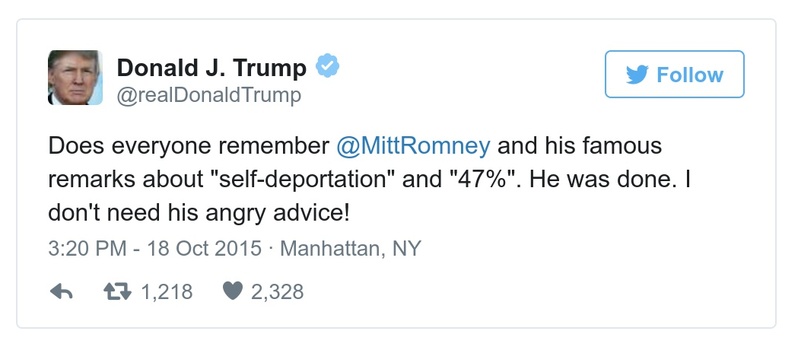 Donald J. Trump
@realDonaldTrump
Follow
Does everyone remember @MittRomney and his famous
remarks about "self-deportation" and "47%". He was done. I
don't need his angry advice!
3:20 PM - 18 Oct 2015 · Manhattan, NY
1,218 2,328